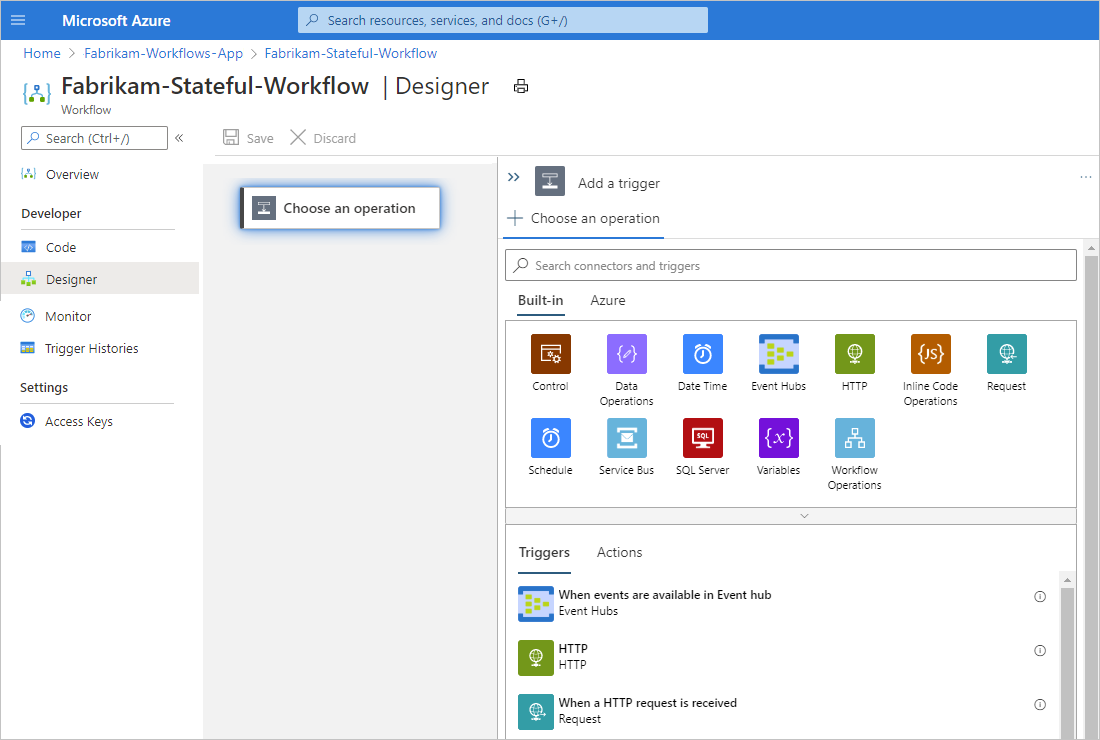 Microsoft Azure
Search resources, services, and docs (G+/)
Home > Fabrikam-Workflows-App > Fabrikam-Stateful-Workflow
Fabrikam-Stateful-Workflow | Designer
Workflow
Search (Ctrl+/)
«
Save
Discard
Overview
Developer
Code
Designer
Monitor
Trigger Histories
Settings
Access Keys
Choose an operation
Add a trigger
...
Choose an operation
Search connectors and triggers
Built-in
Azure
Control
Data
Operations
Date Time
Event Hubs
HTTP
{JS}
Inline Code
Operations
Request
Schedule
Service Bus
SQL
SQL Server
{x}
Variables
Workflow
Operations
Triggers
Actions
When events are available in Event hub
Event Hubs
HTTP
HTTP
When a HTTP request is received
Request